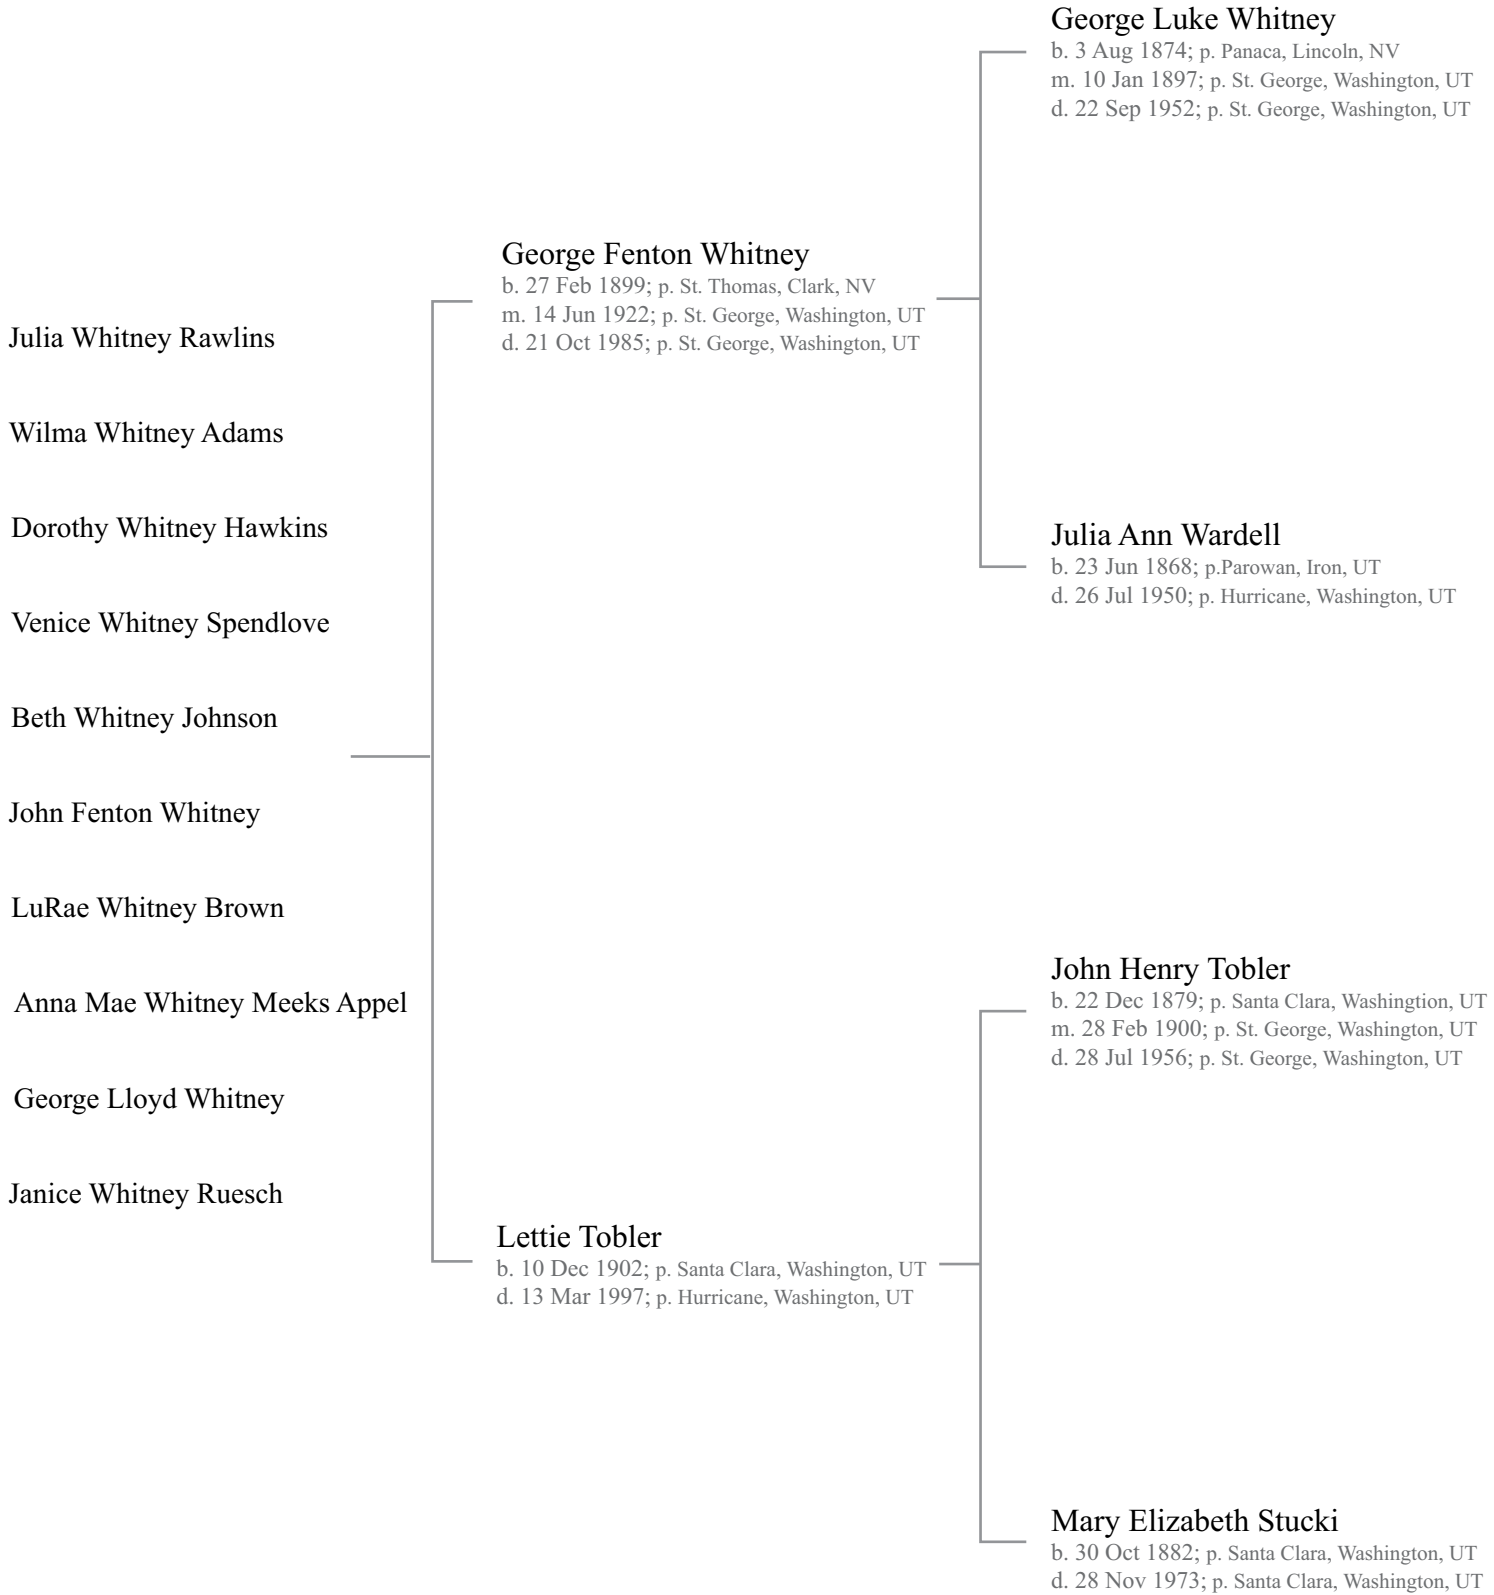 George Luke Whitney
b. 3 Aug 1874; p. Panaca, Lincoln, NV
m. 10 Jan 1897; p. St. George, Washington, UT
d. 22 Sep 1952; p. St. George, Washington, UT
George Fenton Whitney
b. 27 Feb 1899; p. St. Thomas, Clark, NV
m. 14 Jun 1922; p. St. George, Washington, UT
d. 21 Oct 1985; p. St. George, Washington, UT
Julia Whitney Rawlins
Wilma Whitney Adams
Dorothy Whitney Hawkins
Venice Whitney Spendlove
Beth Whitney Johnson
John Fenton Whitney
LuRae Whitney Brown
Anna Mae Whitney Meeks Appel
George Lloyd Whitney
Janice Whitney Ruesch
Julia Ann Wardell
b. 23 Jun 1868; p.Parowan, Iron, UT
d. 26 Jul 1950; p. Hurricane, Washington, UT
John Henry Tobler
b. 22 Dec 1879; p. Santa Clara, Washingtion, UT
m. 28 Feb 1900; p. St. George, Washington, UT
d. 28 Jul 1956; p. St. George, Washington, UT
Lettie Tobler
b. 10 Dec 1902; p. Santa Clara, Washington, UT
d. 13 Mar 1997; p. Hurricane, Washington, UT
Mary Elizabeth Stucki
b. 30 Oct 1882; p. Santa Clara, Washington, UT
d. 28 Nov 1973; p. Santa Clara, Washington, UT